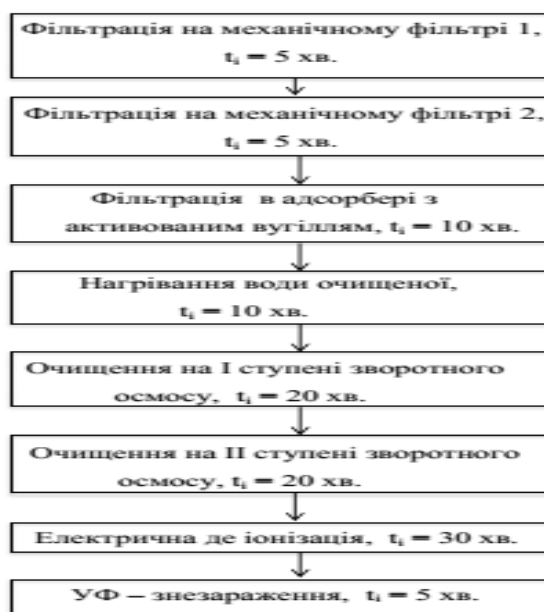 Фільтрація на механічному фільтрі 1,
tᵢ = 5 хв.
Фільтрація на механічному фільтрі 2,
tᵢ = 5 хв.
Фільтрація в адсорбері з
активованим вугіллям, tᵢ = 10 хв.
Нагрівання води очищеної,
tᵢ = 10 хв.
Очищення на І ступені зворотного
осмосу, tᵢ = 20 хв.
Очищення на ІІ ступені зворотного
осмосу, tᵢ = 20 хв.
Електрична де іонізація, tᵢ = 30 хв.
УФ – знезараження, tᵢ = 5 хв.